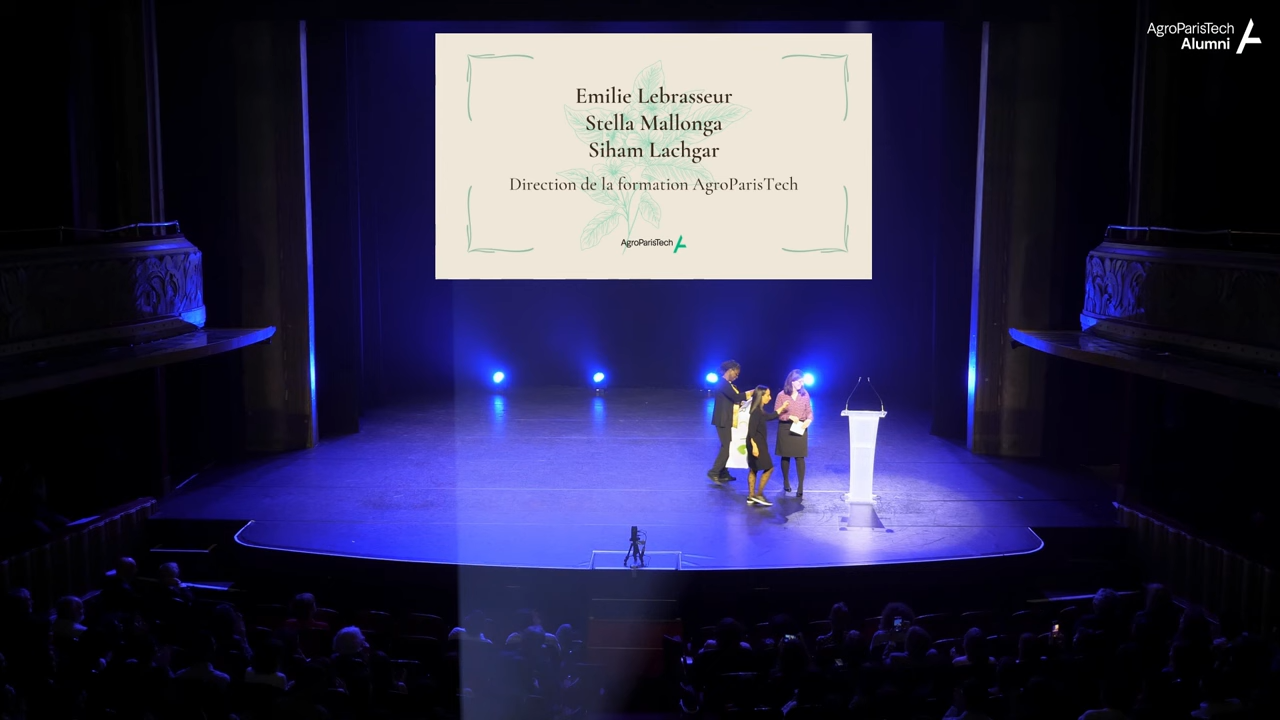 AgroParisTech
Alumni
Emilie Lebrasseur
Stella Mallonga
Siham Lachgar
Direction de la formation AgroParisTech
AgroParisTech